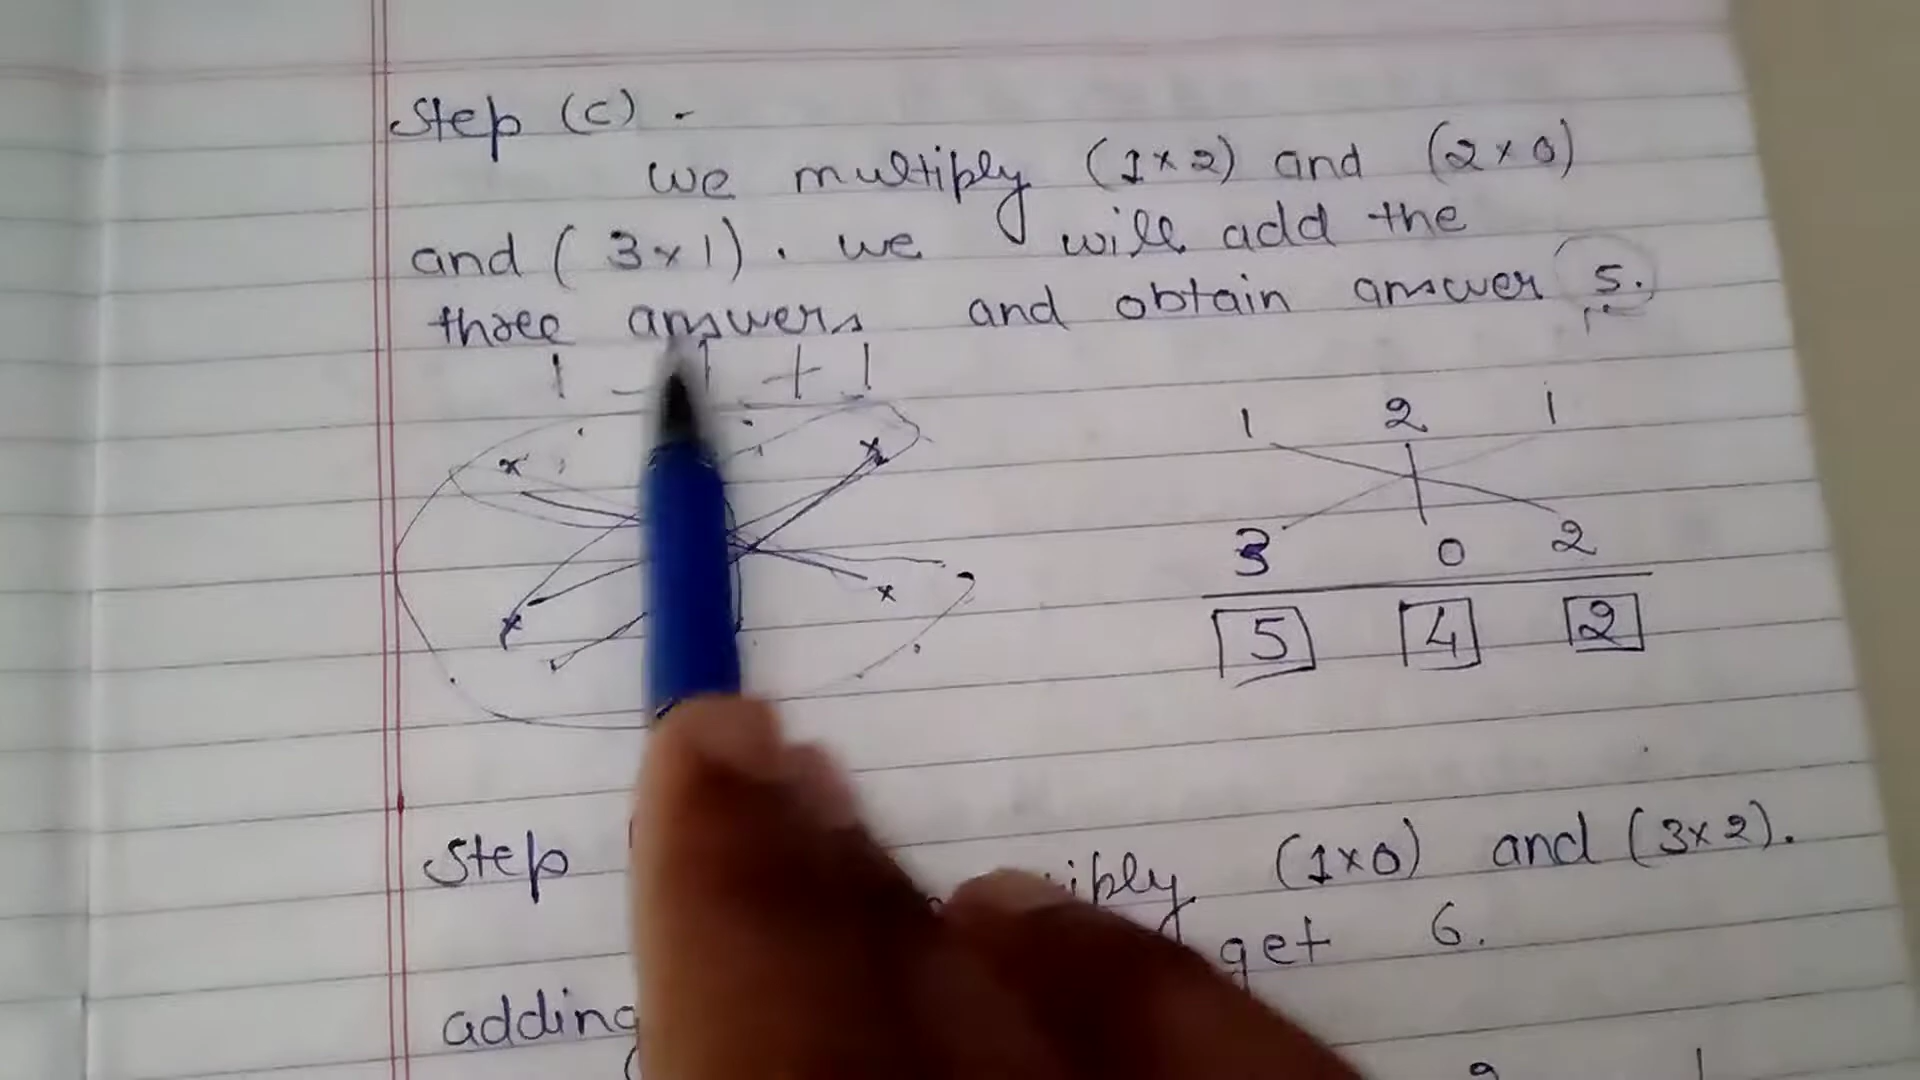 Step (c) -
we multiply (1×2) and (2×0)
and (3×1). we will add the
three answers and obtain answer 5.
1 + 1
1 2 1
3 0 2
5 4 2
Step (1×0) and (3×2).
get 6.
adding
2 1